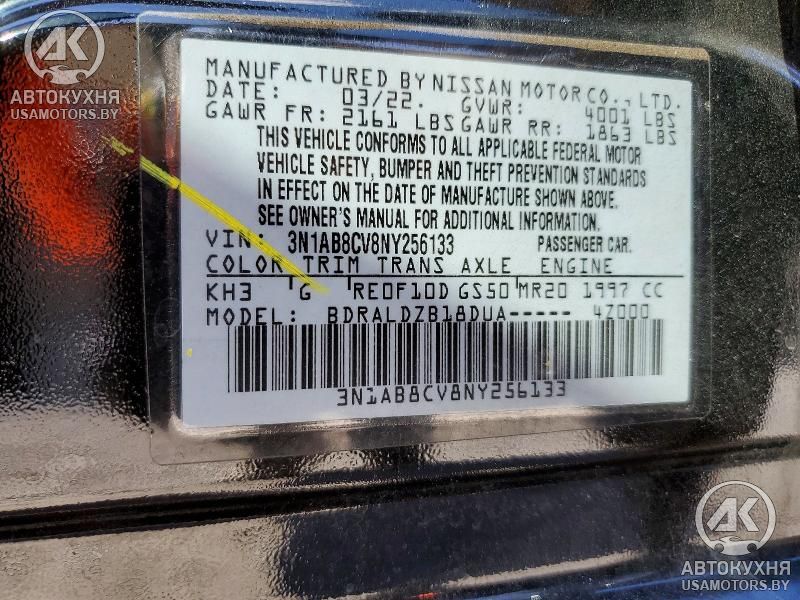 AK
АВТОКУХНЯ
USAMOTORS.BY
MANUFACTURED BY NISSAN MOTOR CO., LTD.
DATE: 03/22. GVWR: 4001 LBS
GAWR FR: 2161 LBS GAWR RR: 1863 LBS
THIS VEHICLE CONFORMS TO ALL APPLICABLE FEDERAL MOTOR
VEHICLE SAFETY, BUMPER AND THEFT PREVENTION STANDARDS
IN EFFECT ON THE DATE OF MANUFACTURE SHOWN ABOVE.
SEE OWNER'S MANUAL FOR ADDITIONAL INFORMATION.
VIN: 3N1AB8CV8NY256133 PASSENGER CAR.
COLOR TRIM TRANS AXLE ENGINE
KH3 G RE0F10D GS50 MR20 1997 CC
MODEL: BDRALDZB18DUA----- 4Z000
3N1AB8CV8NY256133
AK
АВТОКУХНЯ
USAMOTORS.BY